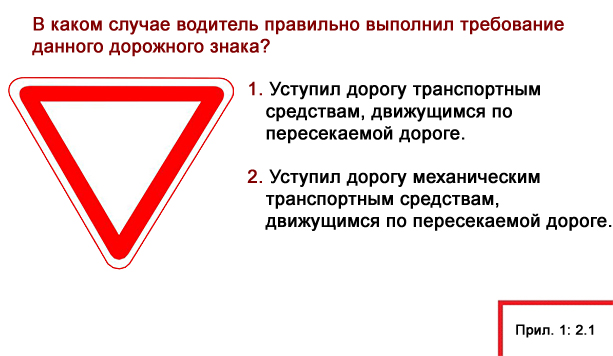 В каком случае водитель правильно выполнил требование
данного дорожного знака?
1. Уступил дорогу транспортным
средствам, движущимся по
пересекаемой дороге.
2. Уступил дорогу механическим
транспортным средствам,
движущимся по пересекаемой дороге.
Прил. 1: 2.1